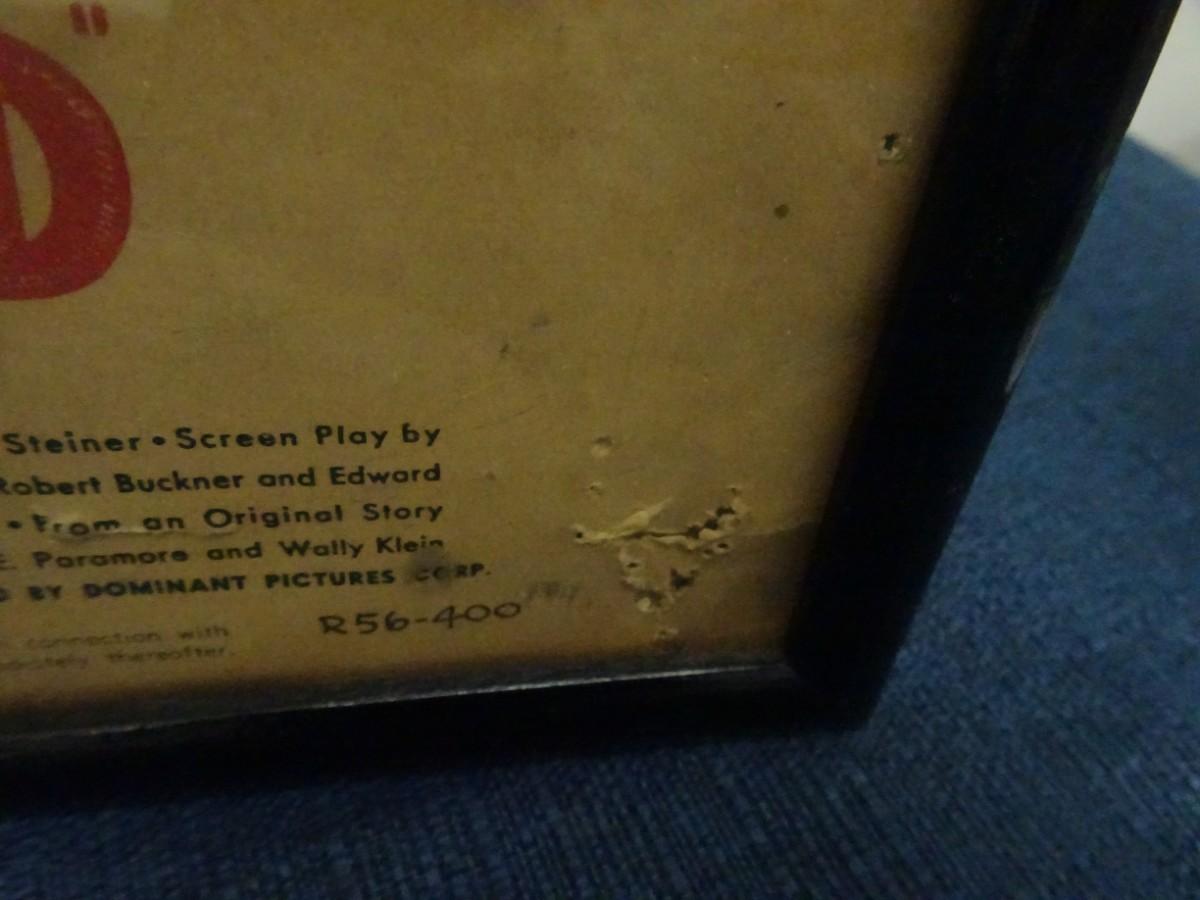 D"
Steiner • Screen Play by
Robert Buckner and Edward
• From an Original Story
E. Paramore and Wally Klein
D BY DOMINANT PICTURES CORP.
R56-400
connection with
thereafter.